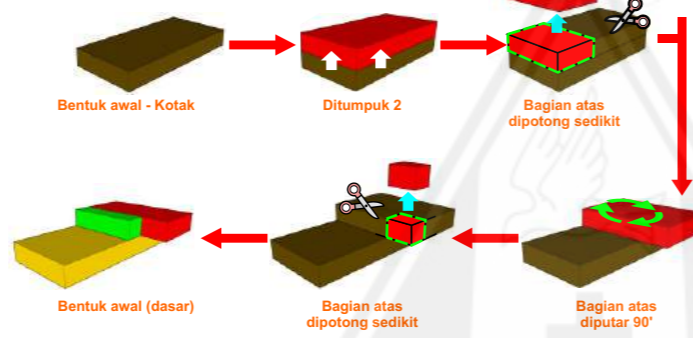 Bentuk awal - Kotak
Ditumpuk 2
Bagian atas
dipotong sedikit
Bentuk awal (dasar)
Bagian atas
dipotong sedikit
Bagian atas
diputar 90'